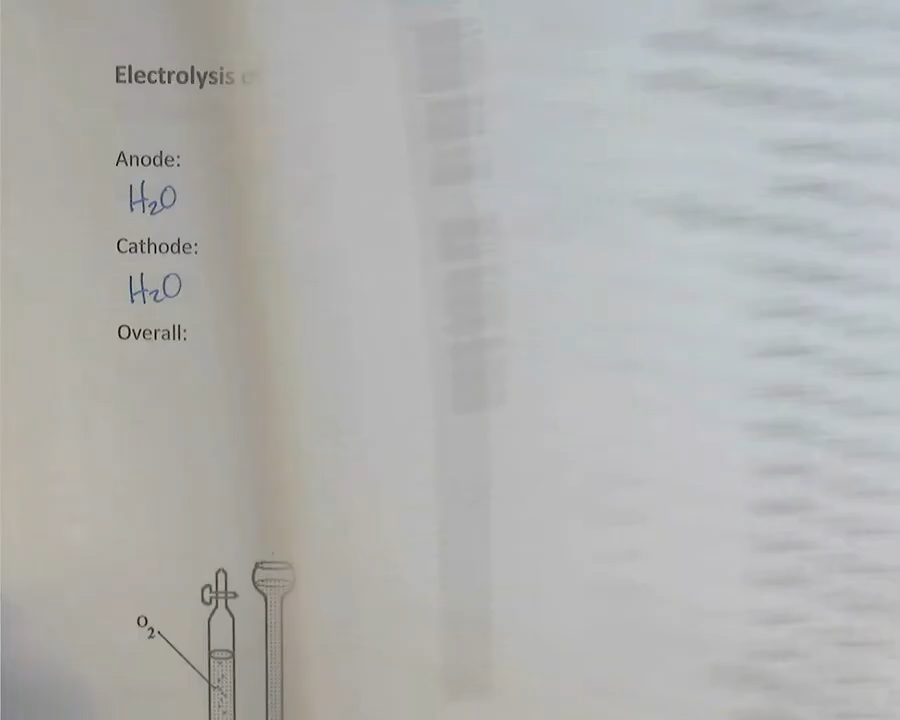 Electrolysis
Anode:
H₂O
Cathode:
H₂O
Overall:
O₂